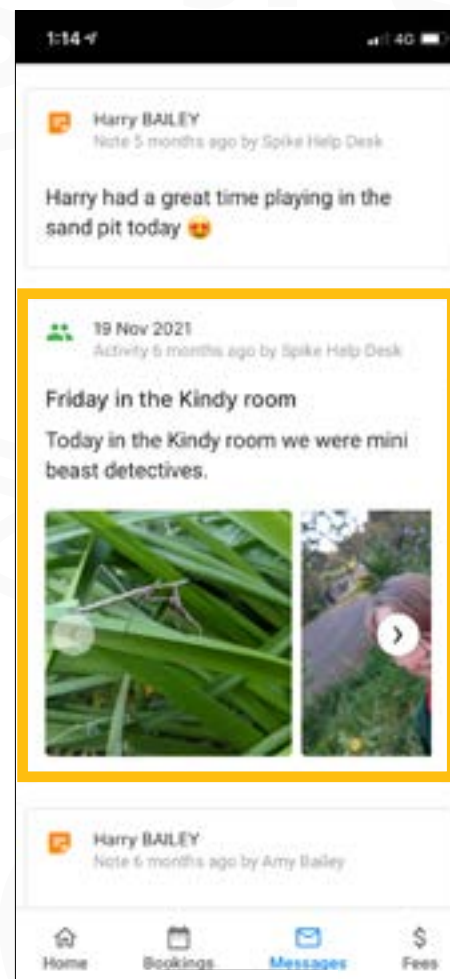 1:14
4G
Harry BAILEY
Note 5 months ago by Spike Help Desk
Harry had a great time playing in the
sand pit today 😍
19 Nov 2021
Activity 6 months ago by Spike Help Desk
Friday in the Kindy room
Today in the Kindy room we were mini
beast detectives.
Harry BAILEY
Note 6 months ago by Amy Bailey
Home Bookings Messages Fees